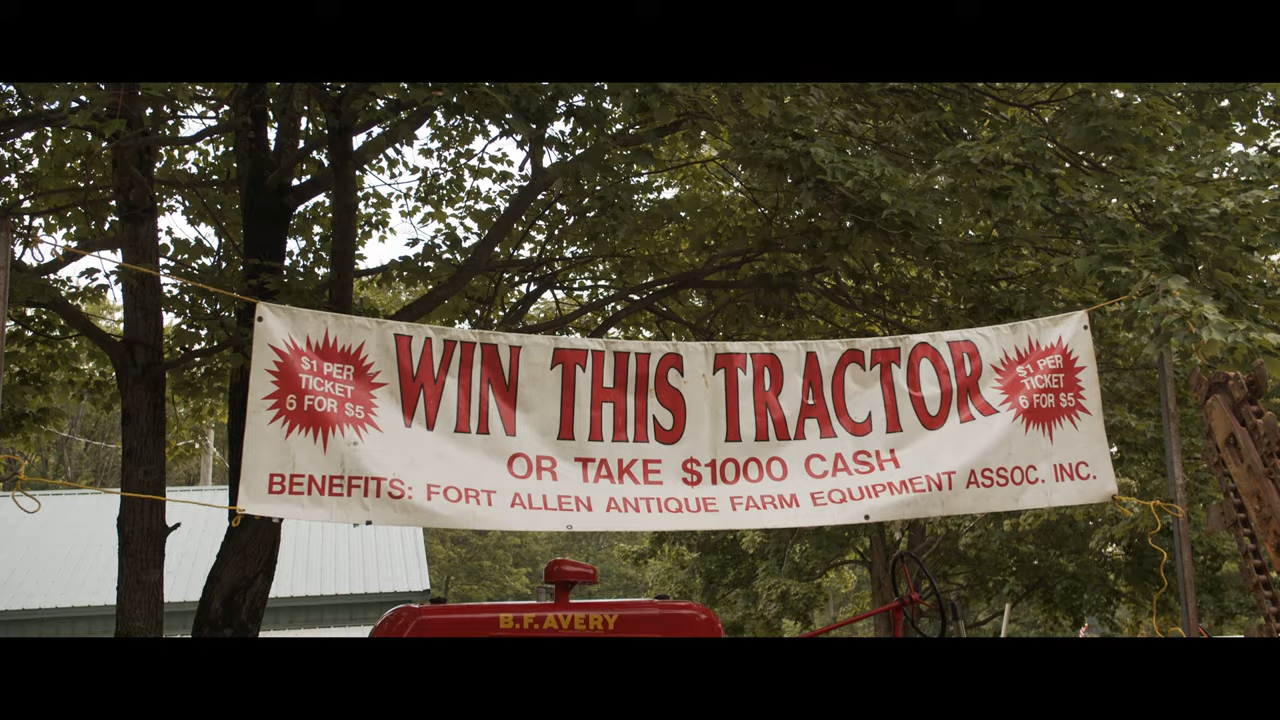 $1 PER
TICKET
6 FOR $5
WIN THIS TRACTOR
$1 PER
TICKET
6 FOR $5
OR TAKE $1000 CASH
BENEFITS: FORT ALLEN ANTIQUE FARM EQUIPMENT ASSOC. INC.
B.F. AVERY